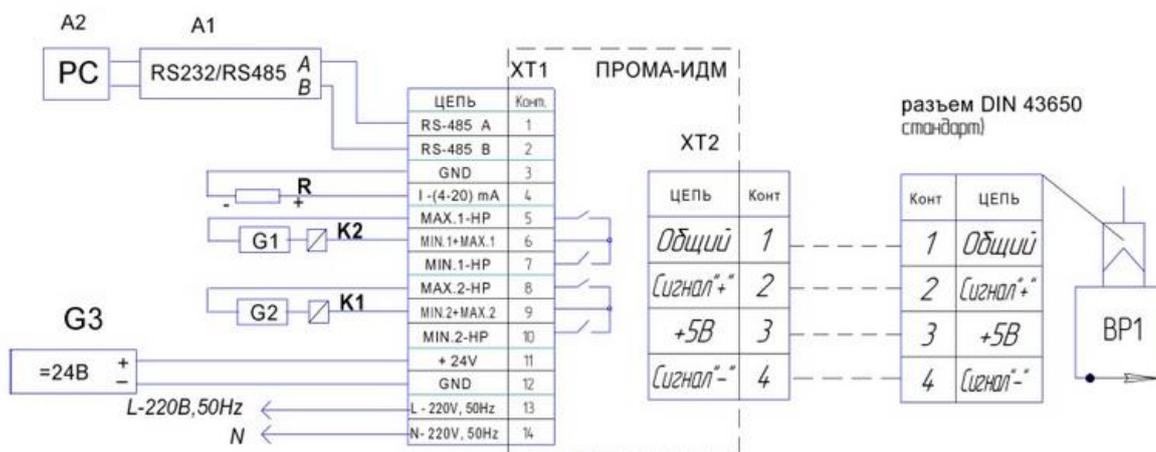 A2
A1
PC
RS232/RS485 A
B
XT1
ПРОМА-ИДМ
разъем DIN 43650
стандарт)
ЦЕПЬ Конт.
RS-485 A 1
RS-485 B 2
GND 3
I -(4-20) mA 4
MAX.1-HP 5
MIN.1+MAX.1 6
MIN.1-HP 7
MAX.2-HP 8
MIN.2+MAX.2 9
MIN.2-HP 10
+ 24V 11
GND 12
L - 220V, 50Hz 13
N- 220V, 50Hz 14
R
- +
G1 K2
G2 K1
G3
=24В + –
L-220В,50Hz
N
XT2
ЦЕПЬ Конт
Общий 1
Сигнал"+" 2
+5В 3
Сигнал"–" 4
Конт ЦЕПЬ
1 Общий
2 Сигнал"+"
3 +5В
4 Сигнал"–"
BP1